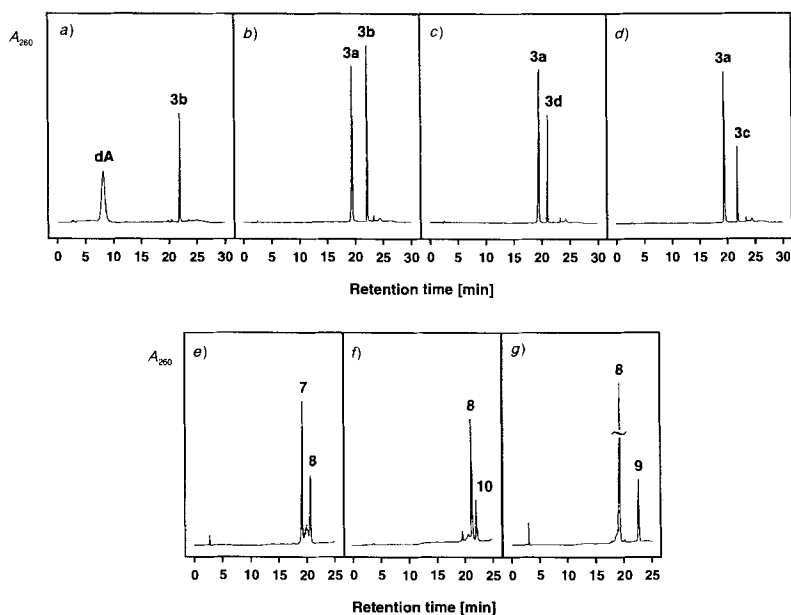 A260
a)
dA
3b
b)
3a
3b
c)
3a
3d
d)
3a
3c
0 5 10 15 20 25 30 0 5 10 15 20 25 30 0 5 10 15 20 25 30 0 5 10 15 20 25 30
Retention time [min]
A260
e)
7
8
f)
8
10
g)
8
9
0 5 10 15 20 25 0 5 10 15 20 25 0 5 10 15 20 25
Retention time [min]